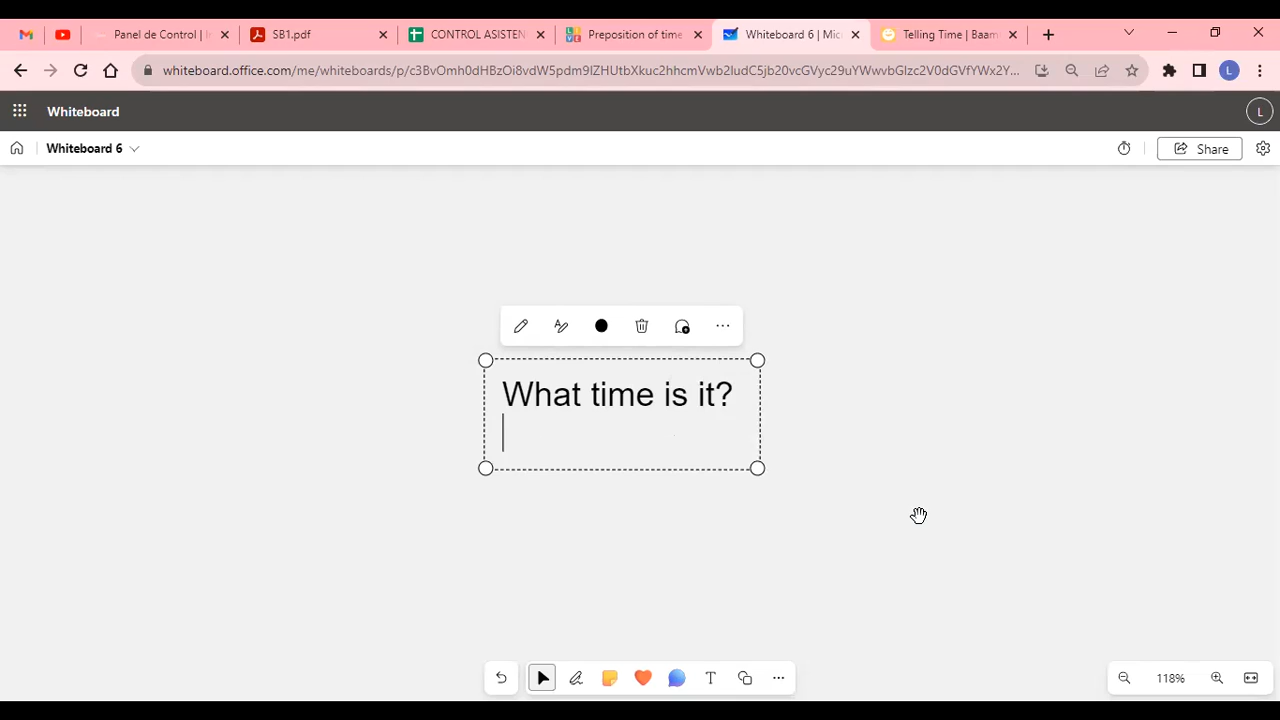 Panel de Control | I
SB1.pdf
CONTROL ASISTEN
Preposition of time
Whiteboard 6 | Mic
Telling Time | Baam
whiteboard.office.com/me/whiteboards/p/
L
Whiteboard
L
Whiteboard 6
Share
What time is it?
118%